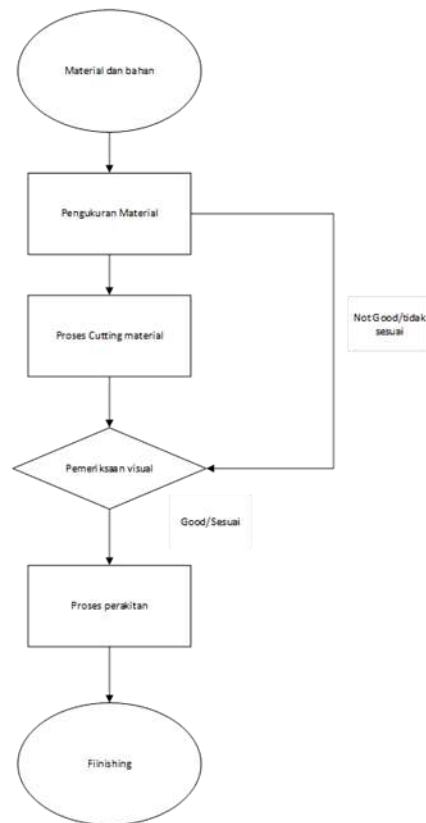 Material dan bahan
Pengukuran Material
Not Good/tidak
sesuai
Proses Cutting material
Pemeriksaan visual
Good/Sesuai
Proses perakitan
Fiinishing